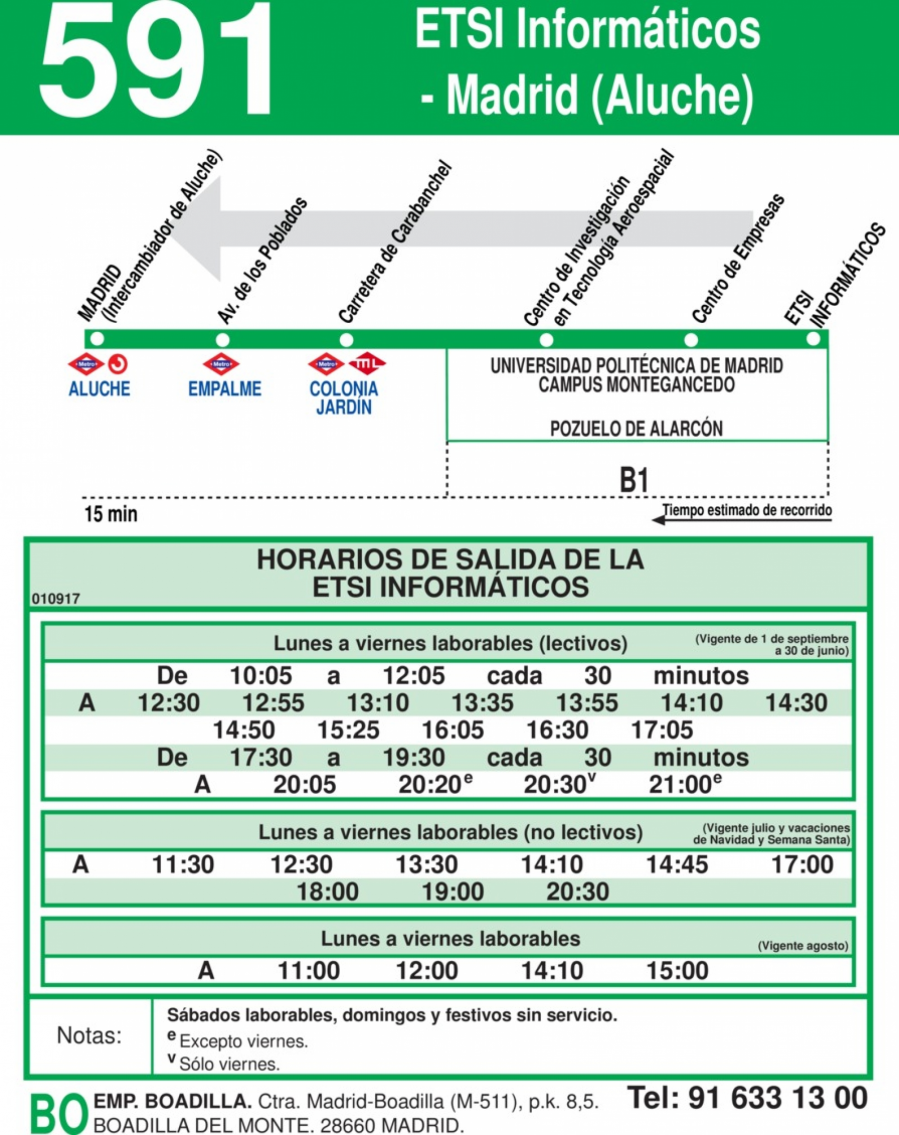 591
ETSI Informáticos
- Madrid (Aluche)
MADRID
(Intercambiador de Aluche)
Av. de los Poblados
Carretera de Carabanchel
Centro de Investigación
en Tecnología Aeroespacial
Centro de Empresas
ETSI
INFORMÁTICOS
Metro
ALUCHE
Metro
EMPALME
Metro ML
COLONIA
JARDÍN
UNIVERSIDAD POLITÉCNICA DE MADRID
CAMPUS MONTEGANCEDO
POZUELO DE ALARCÓN
B1
15 min
Tiempo estimado de recorrido
HORARIOS DE SALIDA DE LA
ETSI INFORMÁTICOS
010917
Lunes a viernes laborables (lectivos)
(Vigente de 1 de septiembre
a 30 de junio)
De 10:05 a 12:05 cada 30 minutos
A 12:30 12:55 13:10 13:35 13:55 14:10 14:30
14:50 15:25 16:05 16:30 17:05
De 17:30 a 19:30 cada 30 minutos
A 20:05 20:20e 20:30v 21:00e
Lunes a viernes laborables (no lectivos)
(Vigente julio y vacaciones
de Navidad y Semana Santa)
A 11:30 12:30 13:30 14:10 14:45 17:00
18:00 19:00 20:30
Lunes a viernes laborables
(Vigente agosto)
A 11:00 12:00 14:10 15:00
Notas:
Sábados laborables, domingos y festivos sin servicio.
e Excepto viernes.
v Sólo viernes.
BO
EMP. BOADILLA. Ctra. Madrid-Boadilla (M-511), p.k. 8,5.
BOADILLA DEL MONTE. 28660 MADRID.
Tel: 91 633 13 00